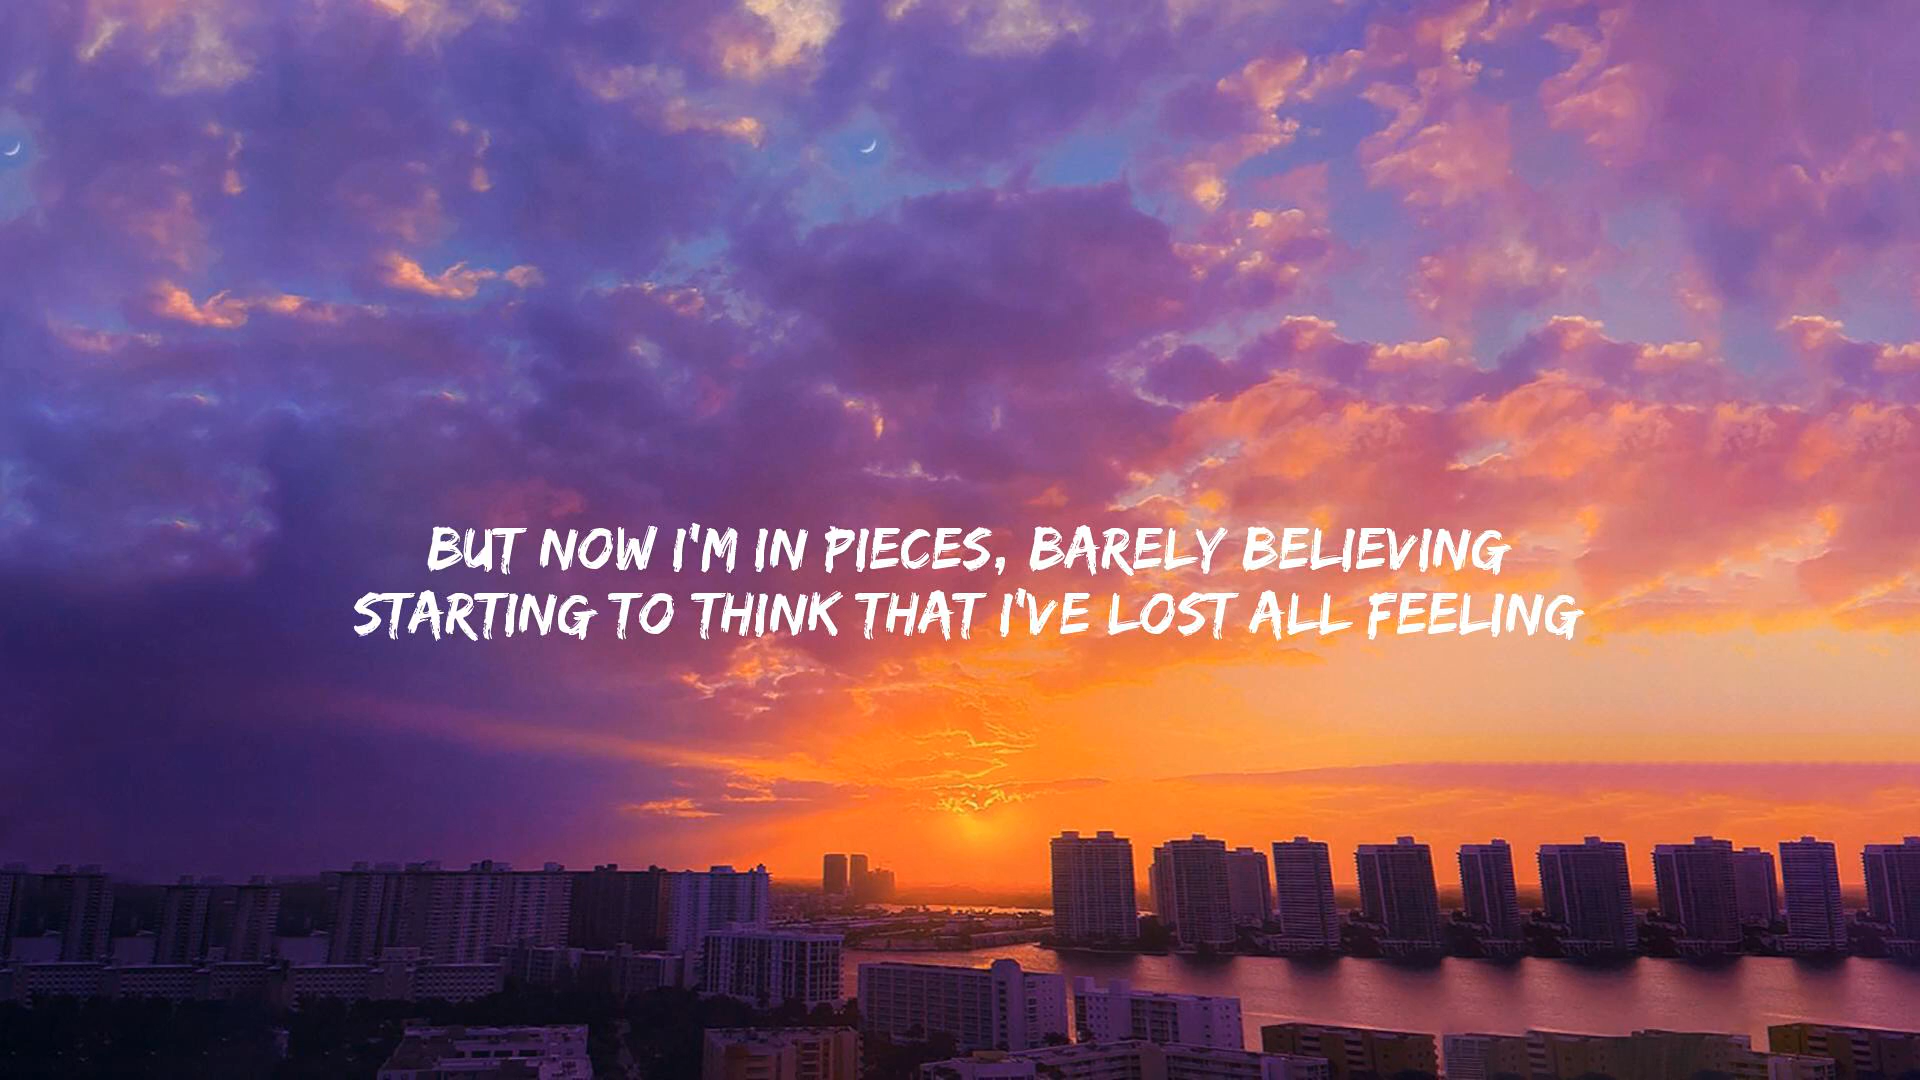 BUT NOW I'M IN PIECES, BARELY BELIEVING
STARTING TO THINK THAT I'VE LOST ALL FEELING